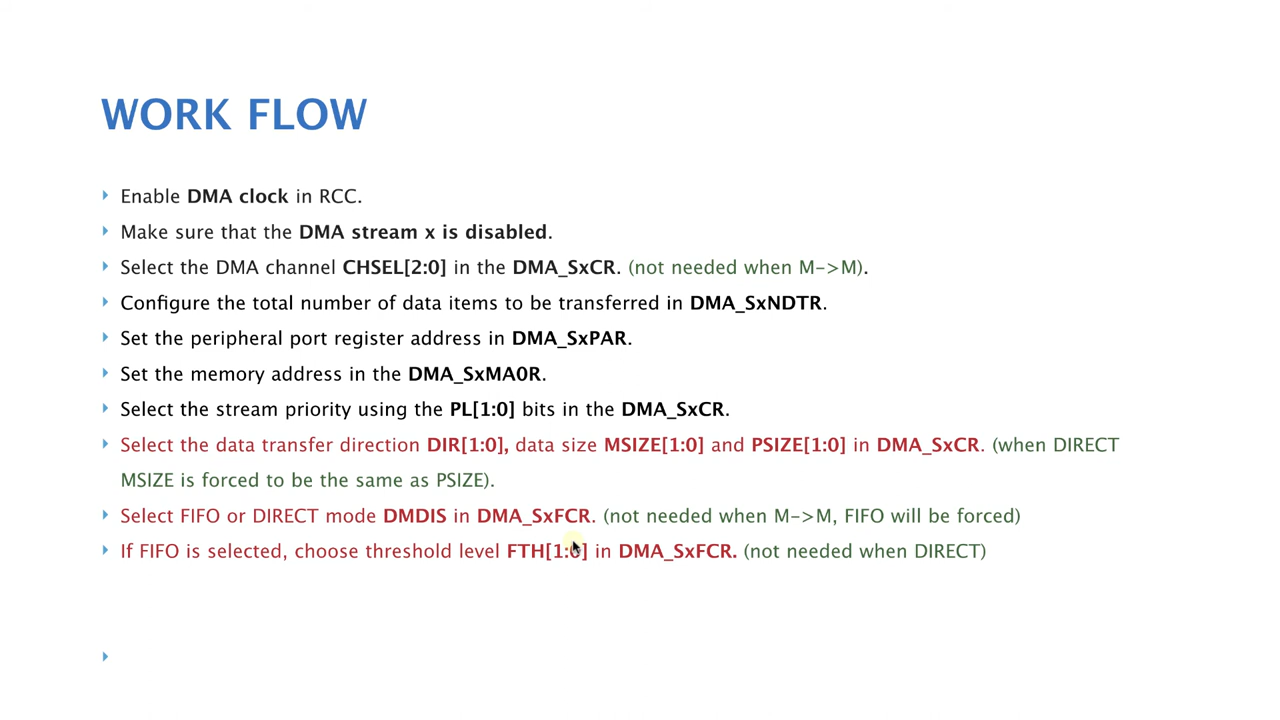 WORK FLOW
Enable DMA clock in RCC.
Make sure that the DMA stream x is disabled.
Select the DMA channel CHSEL[2:0] in the DMA_SxCR. (not needed when M->M).
Configure the total number of data items to be transferred in DMA_SxNDTR.
Set the peripheral port register address in DMA_SxPAR.
Set the memory address in the DMA_SxMA0R.
Select the stream priority using the PL[1:0] bits in the DMA_SxCR.
Select the data transfer direction DIR[1:0], data size MSIZE[1:0] and PSIZE[1:0] in DMA_SxCR. (when DIRECT
MSIZE is forced to be the same as PSIZE).
Select FIFO or DIRECT mode DMDIS in DMA_SxFCR. (not needed when M->M, FIFO will be forced)
If FIFO is selected, choose threshold level FTH[1:0] in DMA_SxFCR. (not needed when DIRECT)